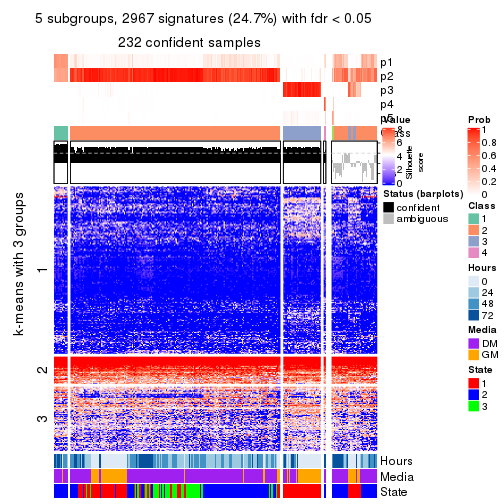 5 subgroups, 2967 signatures (24.7%) with fdr < 0.05
232 confident samples
p1
p2
p3
p4
p5
Class
Silhouette
score
k-means with 3 groups
1
2
3
Hours
Media
State
Value
8
6
4
2
0
Status (barplots)
confident
ambiguous
Prob
1
0.8
0.6
0.4
0.2
0
Class
1
2
3
4
Hours
0
24
48
72
Media
DM
GM
State
1
2
3